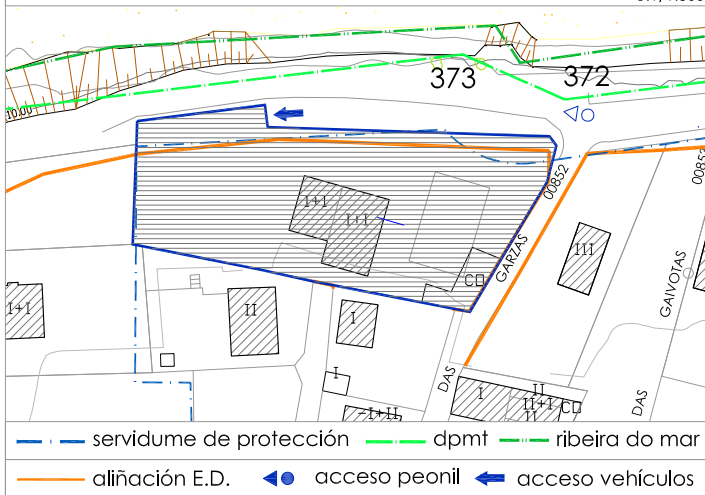 373
372
10.00
00852
I+I
I+I
GARZAS
III
GAIVOTAS
CD
I+I
II
I
I
DAS
DAS
-I+II
I
II
II+I
II
CD
servidume de protección
dpmt
ribeira do mar
aliñación E.D.
acceso peonil
acceso vehículos